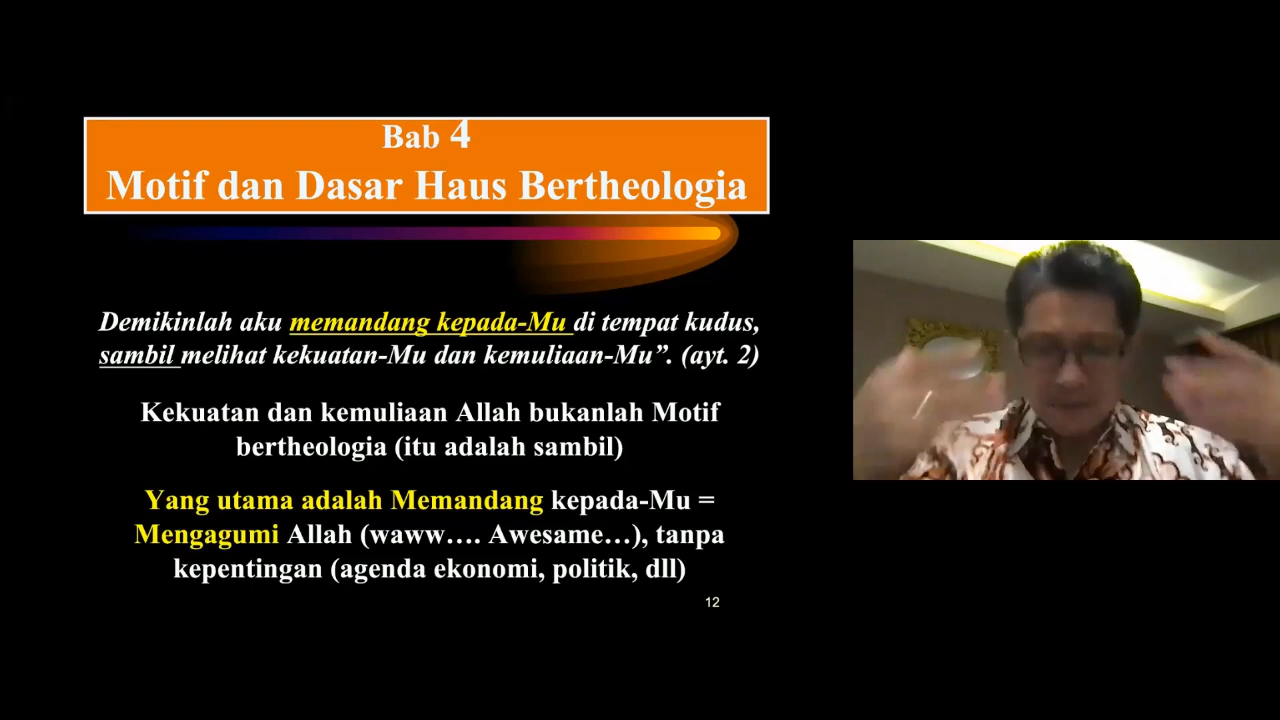 Bab 4
Motif dan Dasar Haus Bertheologia
Demikinlah aku memandang kepada-Mu di tempat kudus,
sambil melihat kekuatan-Mu dan kemuliaan-Mu”. (ayt. 2)
Kekuatan dan kemuliaan Allah bukanlah Motif
bertheologia (itu adalah sambil)
Yang utama adalah Memandang kepada-Mu =
Mengagumi Allah (waww…. Awesame…), tanpa
kepentingan (agenda ekonomi, politik, dll)
12